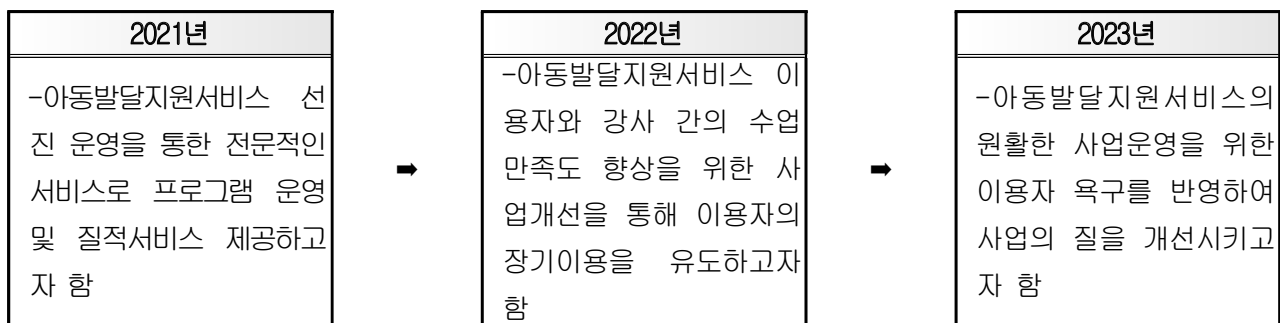 2021년
-아동발달지원서비스 선
진 운영을 통한 전문적인
서비스로 프로그램 운영
및 질적서비스 제공하고
자 함
➡
2022년
-아동발달지원서비스 이
용자와 강사 간의 수업
만족도 향상을 위한 사
업개선을 통해 이용자의
장기이용을 유도하고자
함
➡
2023년
-아동발달지원서비스의
원활한 사업운영을 위한
이용자 욕구를 반영하여
사업의 질을 개선시키고
자 함